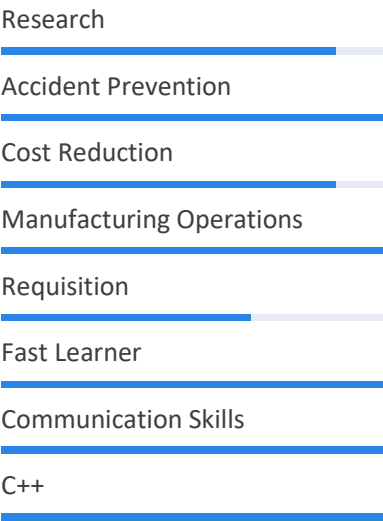 Research
Accident Prevention
Cost Reduction
Manufacturing Operations
Requisition
Fast Learner
Communication Skills
C++